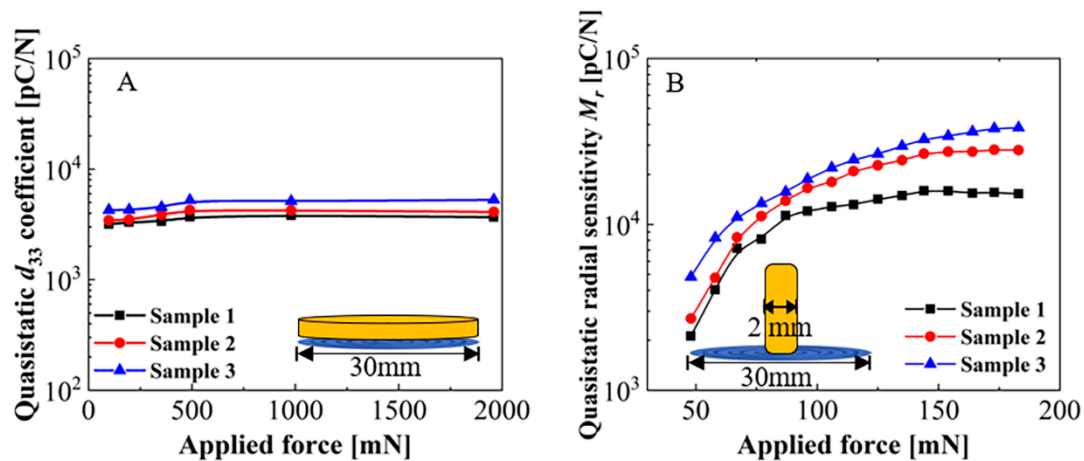 A
Quasistatic d33 coefficient [pC/N]
10^5
10^4
10^3
10^2
Sample 1
Sample 2
Sample 3
30mm
0 500 1000 1500 2000
Applied force [mN]
B
Quasistatic radial sensitivity Mr [pC/N]
10^5
10^4
10^3
2 mm
30mm
Sample 1
Sample 2
Sample 3
50 100 150 200
Applied force [mN]